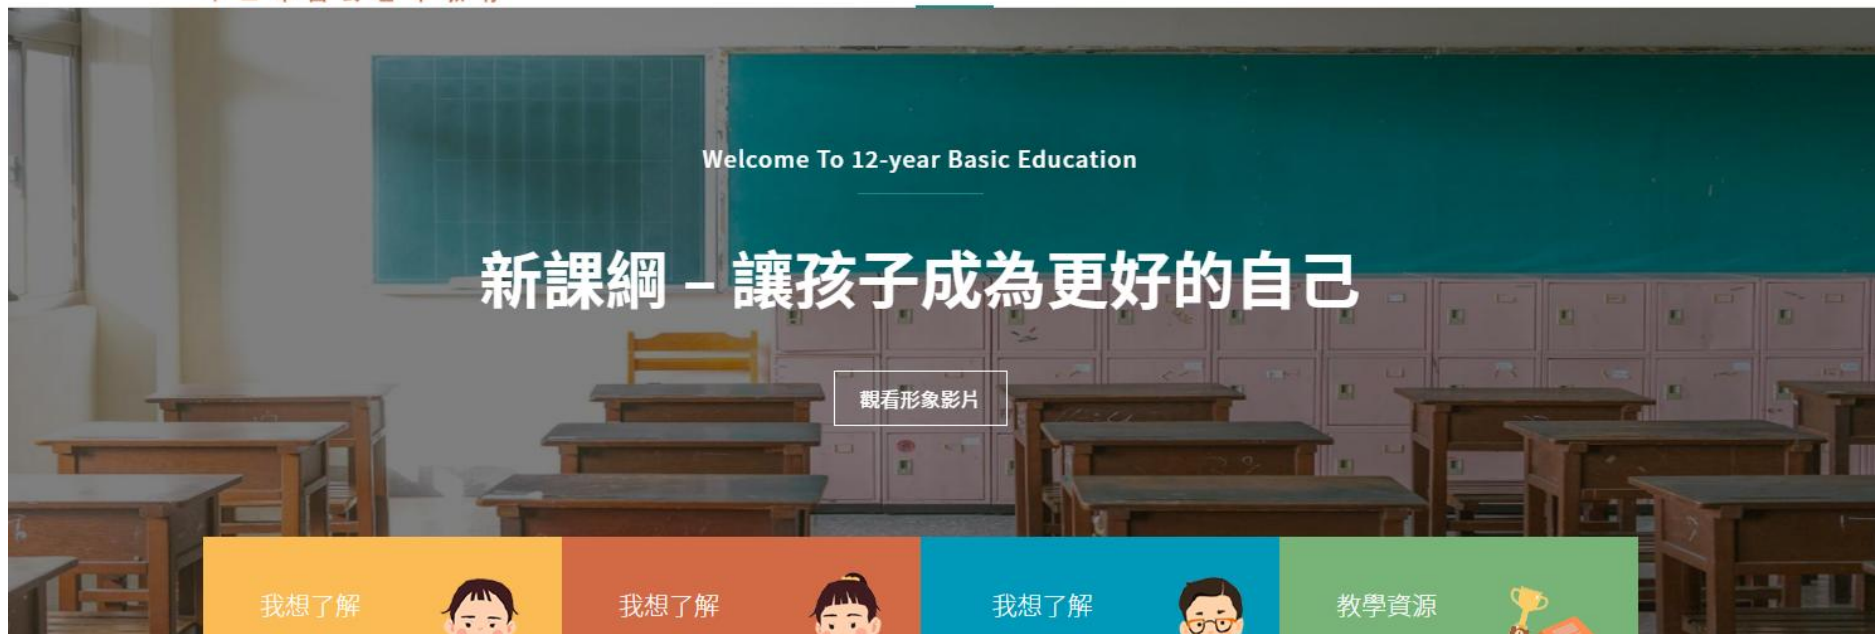 Welcome To 12-year Basic Education
新課綱 – 讓孩子成為更好的自己
觀看形象影片
我想了解
我想了解
我想了解
教學資源